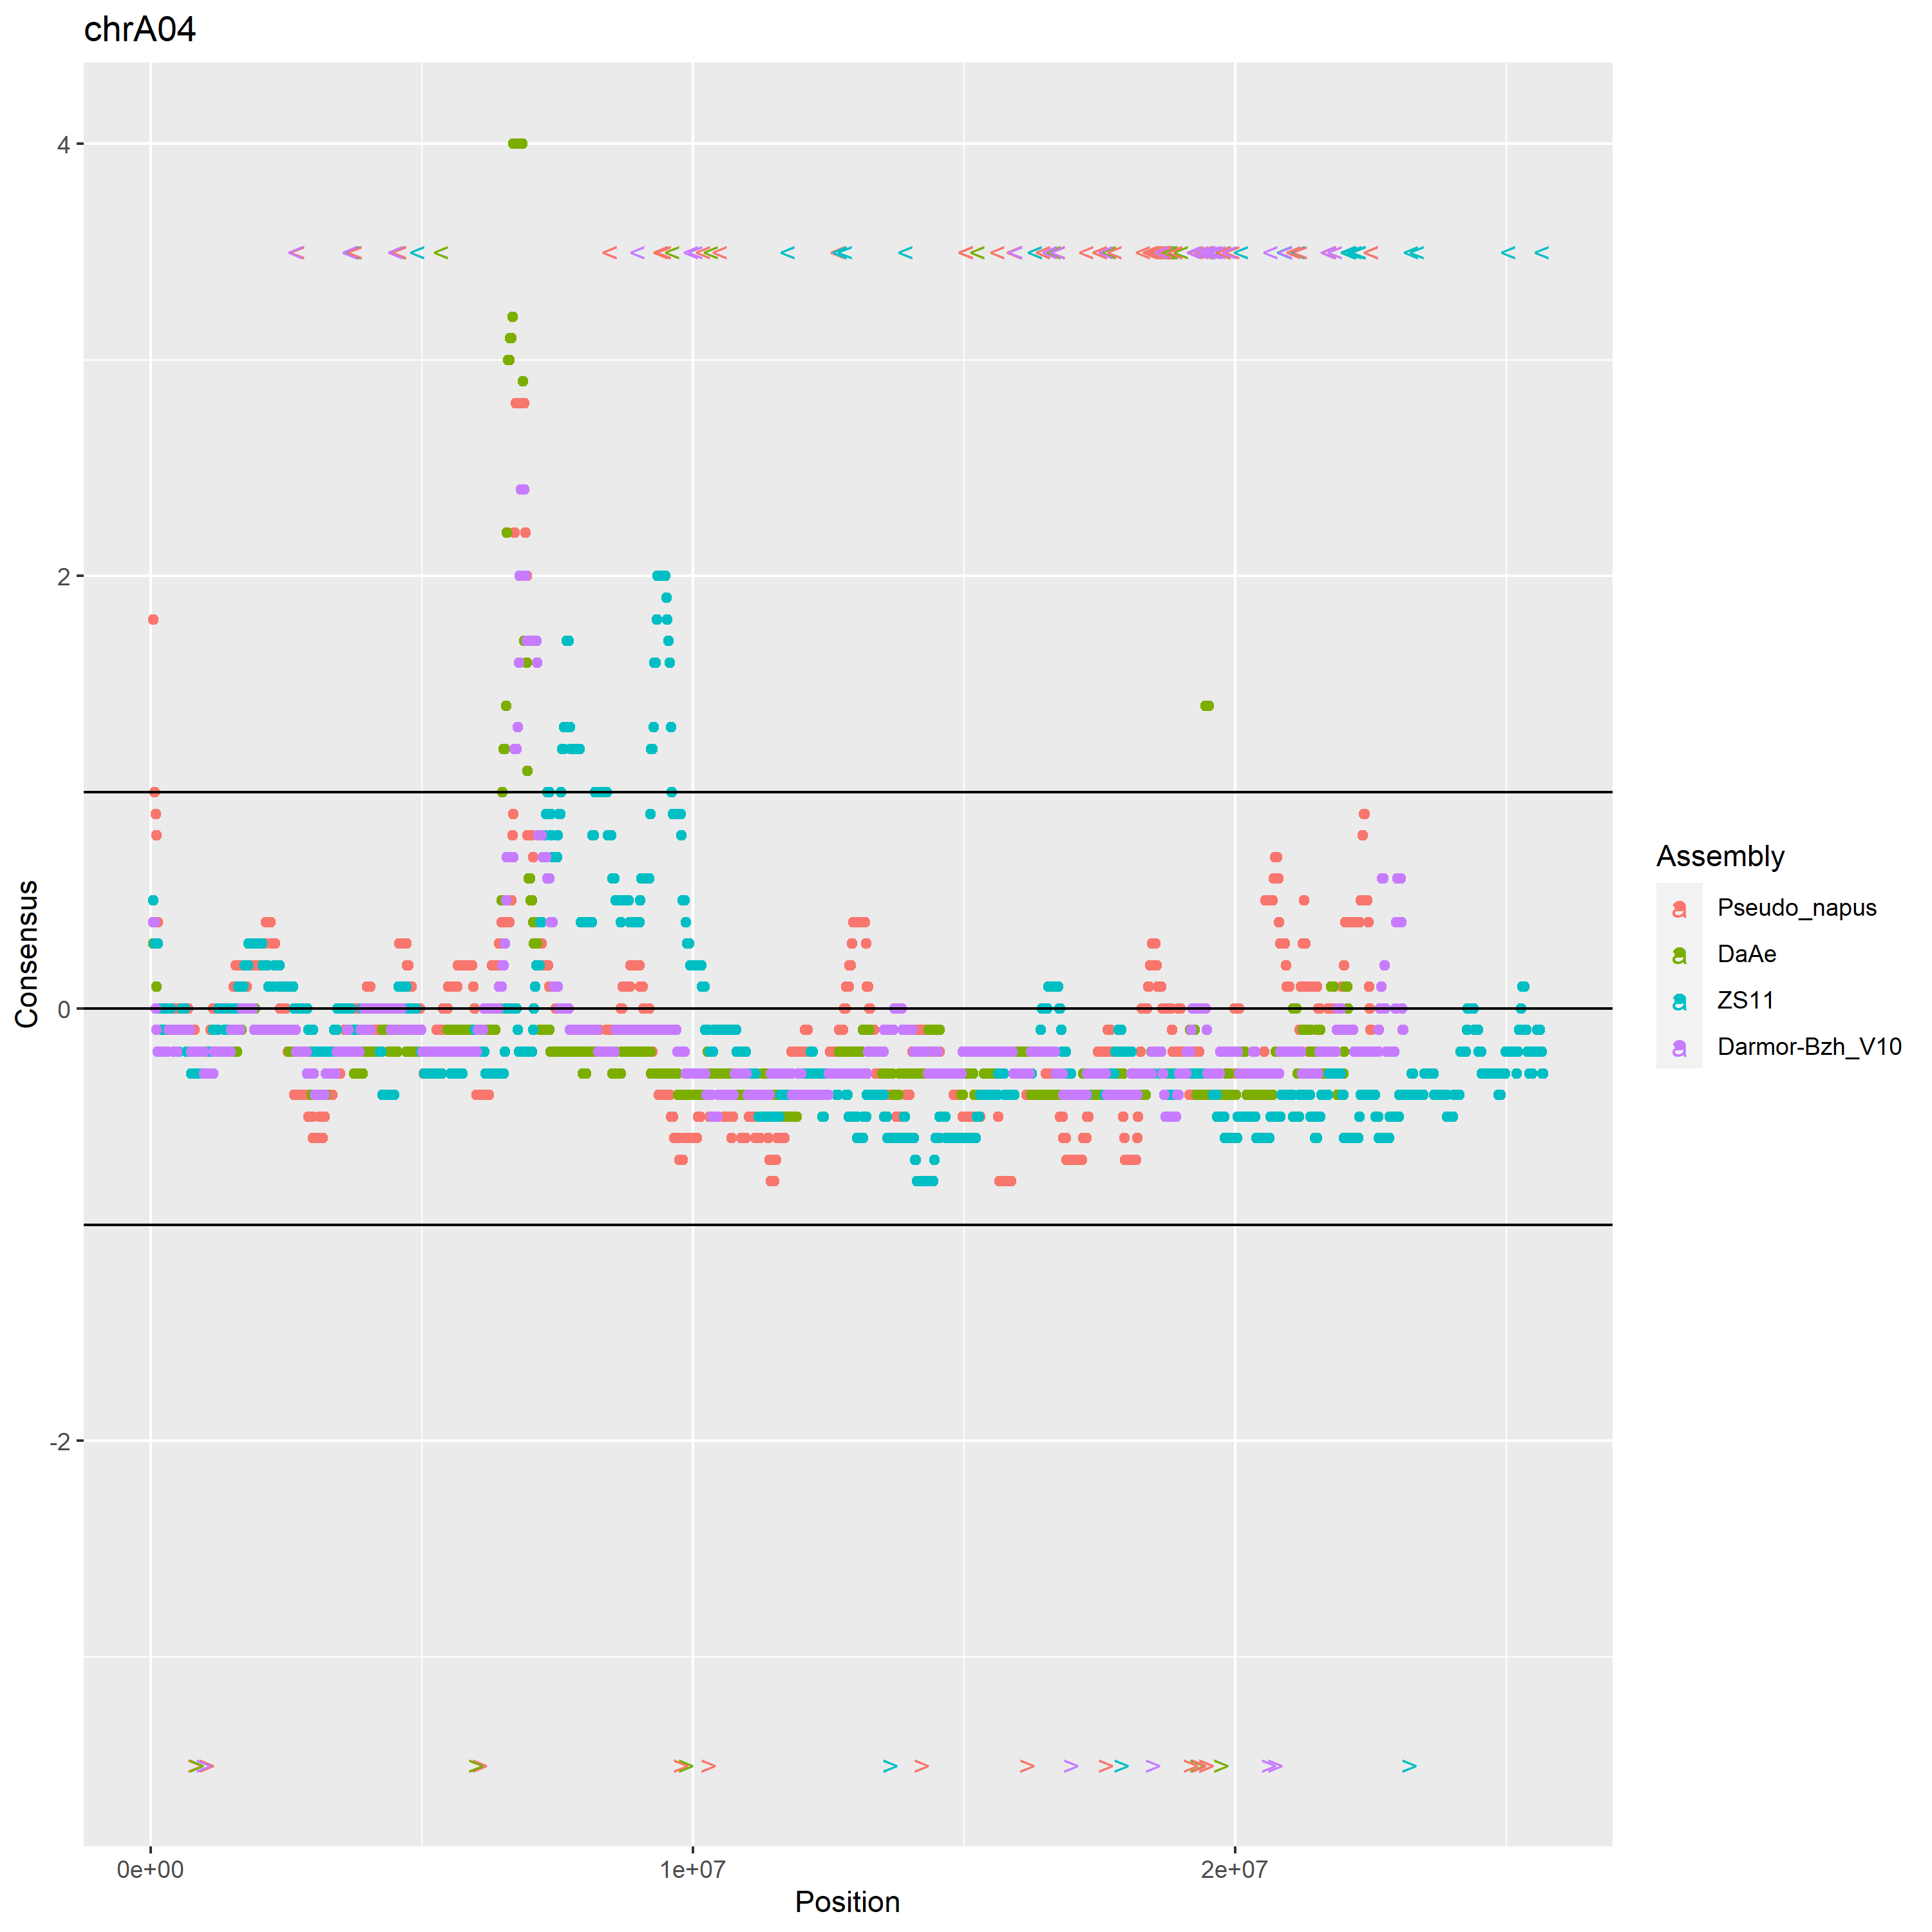 chrA04
4
2
0
-2
Consensus
0e+00
1e+07
2e+07
Position
Assembly
a Pseudo_napus
a DaAe
a ZS11
a Darmor-Bzh_V10